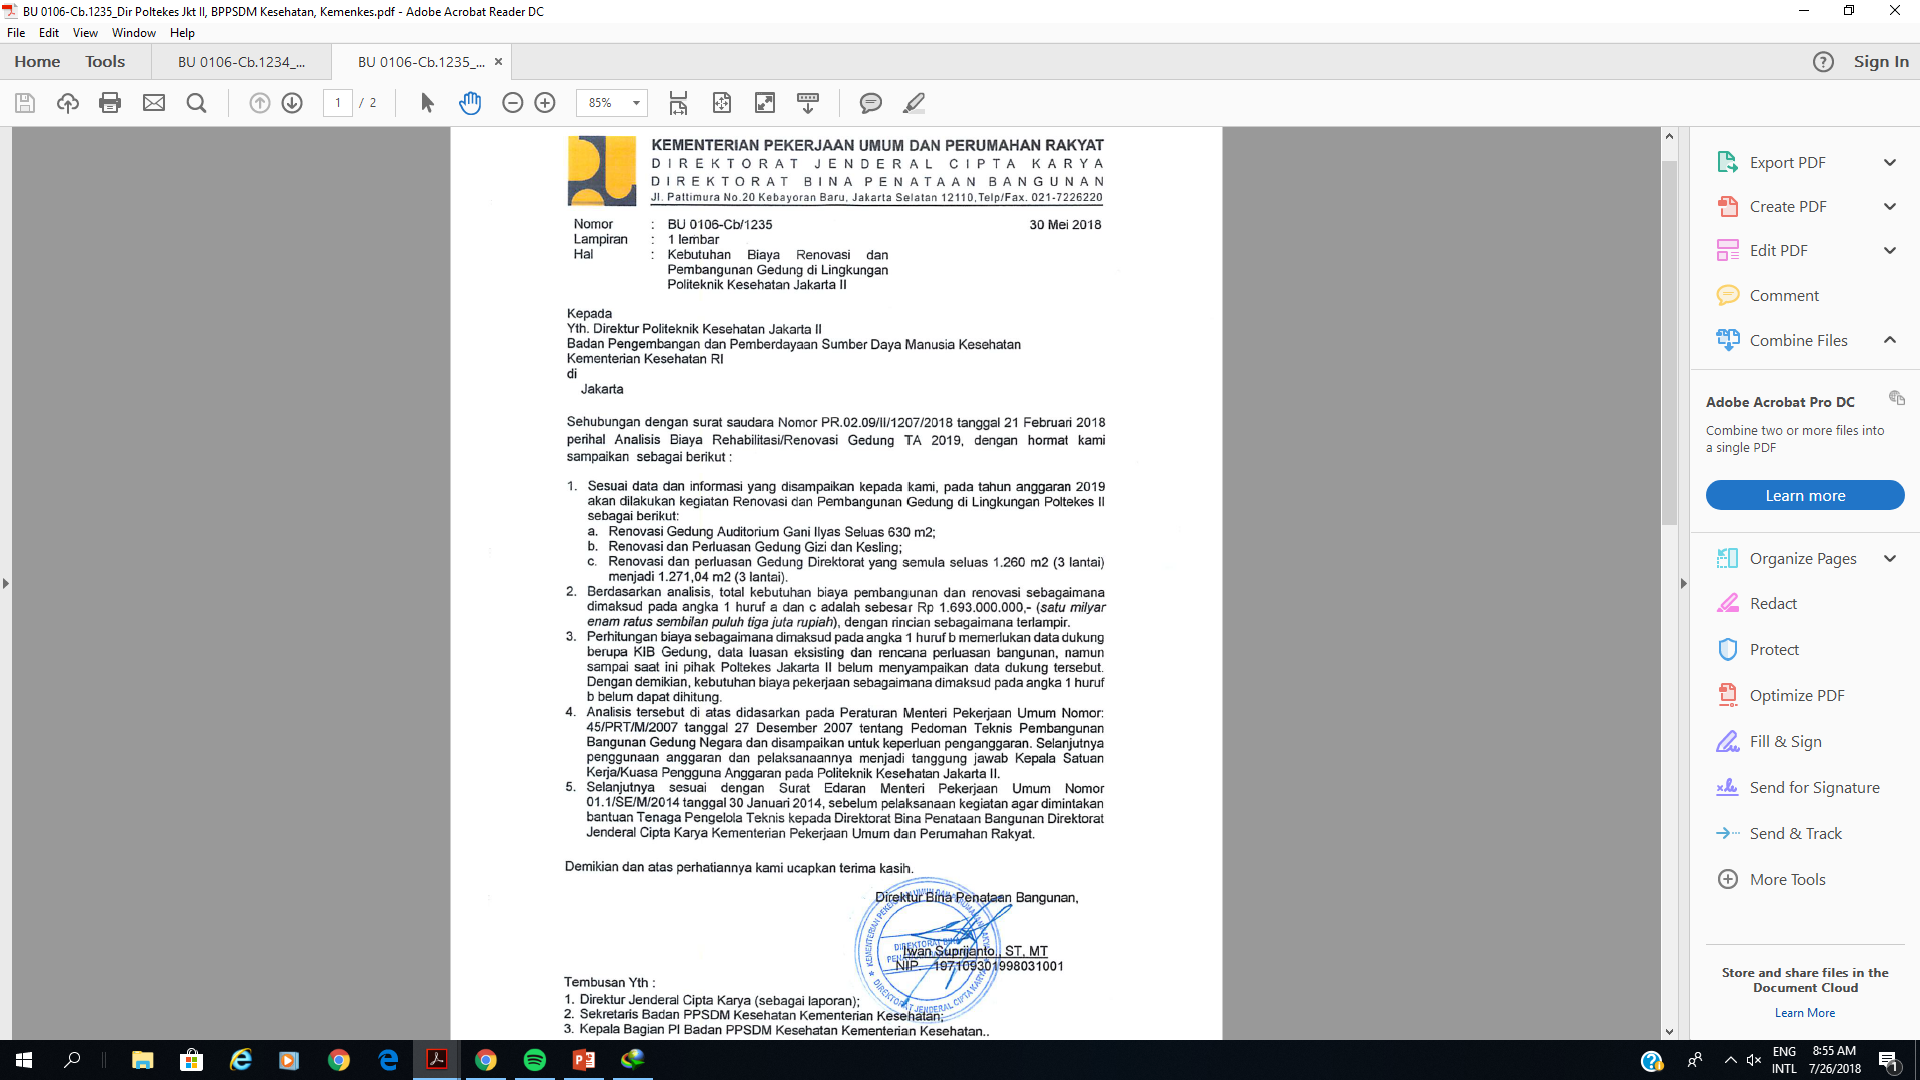 BU 0106-Cb.1235_Dir Poltekes Jkt II, BPPSDM Kesehatan, Kemenkes.pdf - Adobe Acrobat Reader DC
File Edit View Window Help
Home Tools BU 0106-Cb.1234_... BU 0106-Cb.1235_... × Sign In
1 / 2 85%
KEMENTERIAN PEKERJAAN UMUM DAN PERUMAHAN RAKYAT
DIREKTORAT JENDERAL CIPTA KARYA
DIREKTORAT BINA PENATAAN BANGUNAN
Jl. Pattimura No.20 Kebayoran Baru, Jakarta Selatan 12110,Telp/Fax. 021-7226220
Nomor : BU 0106-Cb/1235 30 Mei 2018
Lampiran : 1 lembar
Hal : Kebutuhan Biaya Renovasi dan
Pembangunan Gedung di Lingkungan
Politeknik Kesehatan Jakarta II
Kepada
Yth. Direktur Politeknik Kesehatan Jakarta II
Badan Pengembangan dan Pemberdayaan Sumber Daya Manusia Kesehatan
Kementerian Kesehatan RI
di
Jakarta
Sehubungan dengan surat saudara Nomor PR.02.09/II/1207/2018 tanggal 21 Februari 2018
perihal Analisis Biaya Rehabilitasi/Renovasi Gedung TA 2019, dengan hormat kami
sampaikan sebagai berikut :
1. Sesuai data dan informasi yang disampaikan kepada kami, pada tahun anggaran 2019
akan dilakukan kegiatan Renovasi dan Pembangunan Gedung di Lingkungan Poltekes II
sebagai berikut:
a. Renovasi Gedung Auditorium Gani Ilyas Seluas 630 m2;
b. Renovasi dan Perluasan Gedung Gizi dan Kesling;
c. Renovasi dan perluasan Gedung Direktorat yang semula seluas 1.260 m2 (3 lantai)
menjadi 1.271,04 m2 (3 lantai).
2. Berdasarkan analisis, total kebutuhan biaya pembangunan dan renovasi sebagaimana
dimaksud pada angka 1 huruf a dan c adalah sebesar Rp 1.693.000.000,- (satu milyar
enam ratus sembilan puluh tiga juta rupiah), dengan rincian sebagaimana terlampir.
3. Perhitungan biaya sebagaimana dimaksud pada angka 1 huruf b memerlukan data dukung
berupa KIB Gedung, data luasan eksisting dan rencana perluasan bangunan, namun
sampai saat ini pihak Poltekes Jakarta II belum menyampaikan data dukung tersebut.
Dengan demikian, kebutuhan biaya pekerjaan sebagaimana dimaksud pada angka 1 huruf
b belum dapat dihitung.
4. Analisis tersebut di atas didasarkan pada Peraturan Menteri Pekerjaan Umum Nomor:
45/PRT/M/2007 tanggal 27 Desember 2007 tentang Pedoman Teknis Pembangunan
Bangunan Gedung Negara dan disampaikan untuk keperluan penganggaran. Selanjutnya
penggunaan anggaran dan pelaksanaannya menjadi tanggung jawab Kepala Satuan
Kerja/Kuasa Pengguna Anggaran pada Politeknik Kesehatan Jakarta II.
5. Selanjutnya sesuai dengan Surat Edaran Menteri Pekerjaan Umum Nomor
01.1/SE/M/2014 tanggal 30 Januari 2014, sebelum pelaksanaan kegiatan agar dimintakan
bantuan Tenaga Pengelola Teknis kepada Direktorat Bina Penataan Bangunan Direktorat
Jenderal Cipta Karya Kementerian Pekerjaan Umum dan Perumahan Rakyat.
Demikian dan atas perhatiannya kami ucapkan terima kasih.
Direktur Bina Penataan Bangunan,
Iwan Suprijanto., ST, MT
NIP. 197109301998031001
Tembusan Yth :
1. Direktur Jenderal Cipta Karya (sebagai laporan);
2. Sekretaris Badan PPSDM Kesehatan Kementerian Kesehatan;
3. Kepala Bagian PI Badan PPSDM Kesehatan Kementerian Kesehatan..
Export PDF
Create PDF
Edit PDF
Comment
Combine Files
Adobe Acrobat Pro DC
Combine two or more files into
a single PDF
Learn more
Organize Pages
Redact
Protect
Optimize PDF
Fill & Sign
Send for Signature
Send & Track
More Tools
Store and share files in the
Document Cloud
Learn More
ENG 8:55 AM
INTL 7/26/2018 1